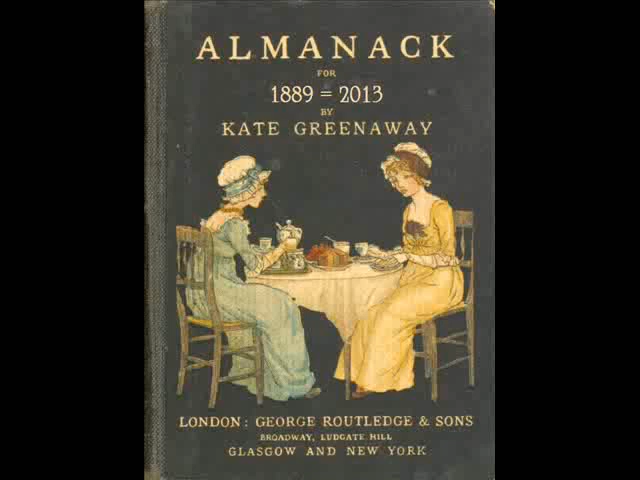 ALMANACK
FOR
1889 = 2013
BY
KATE GREENAWAY
LONDON: GEORGE ROUTLEDGE & SONS
BROADWAY, LUDGATE HILL
GLASGOW AND NEW YORK